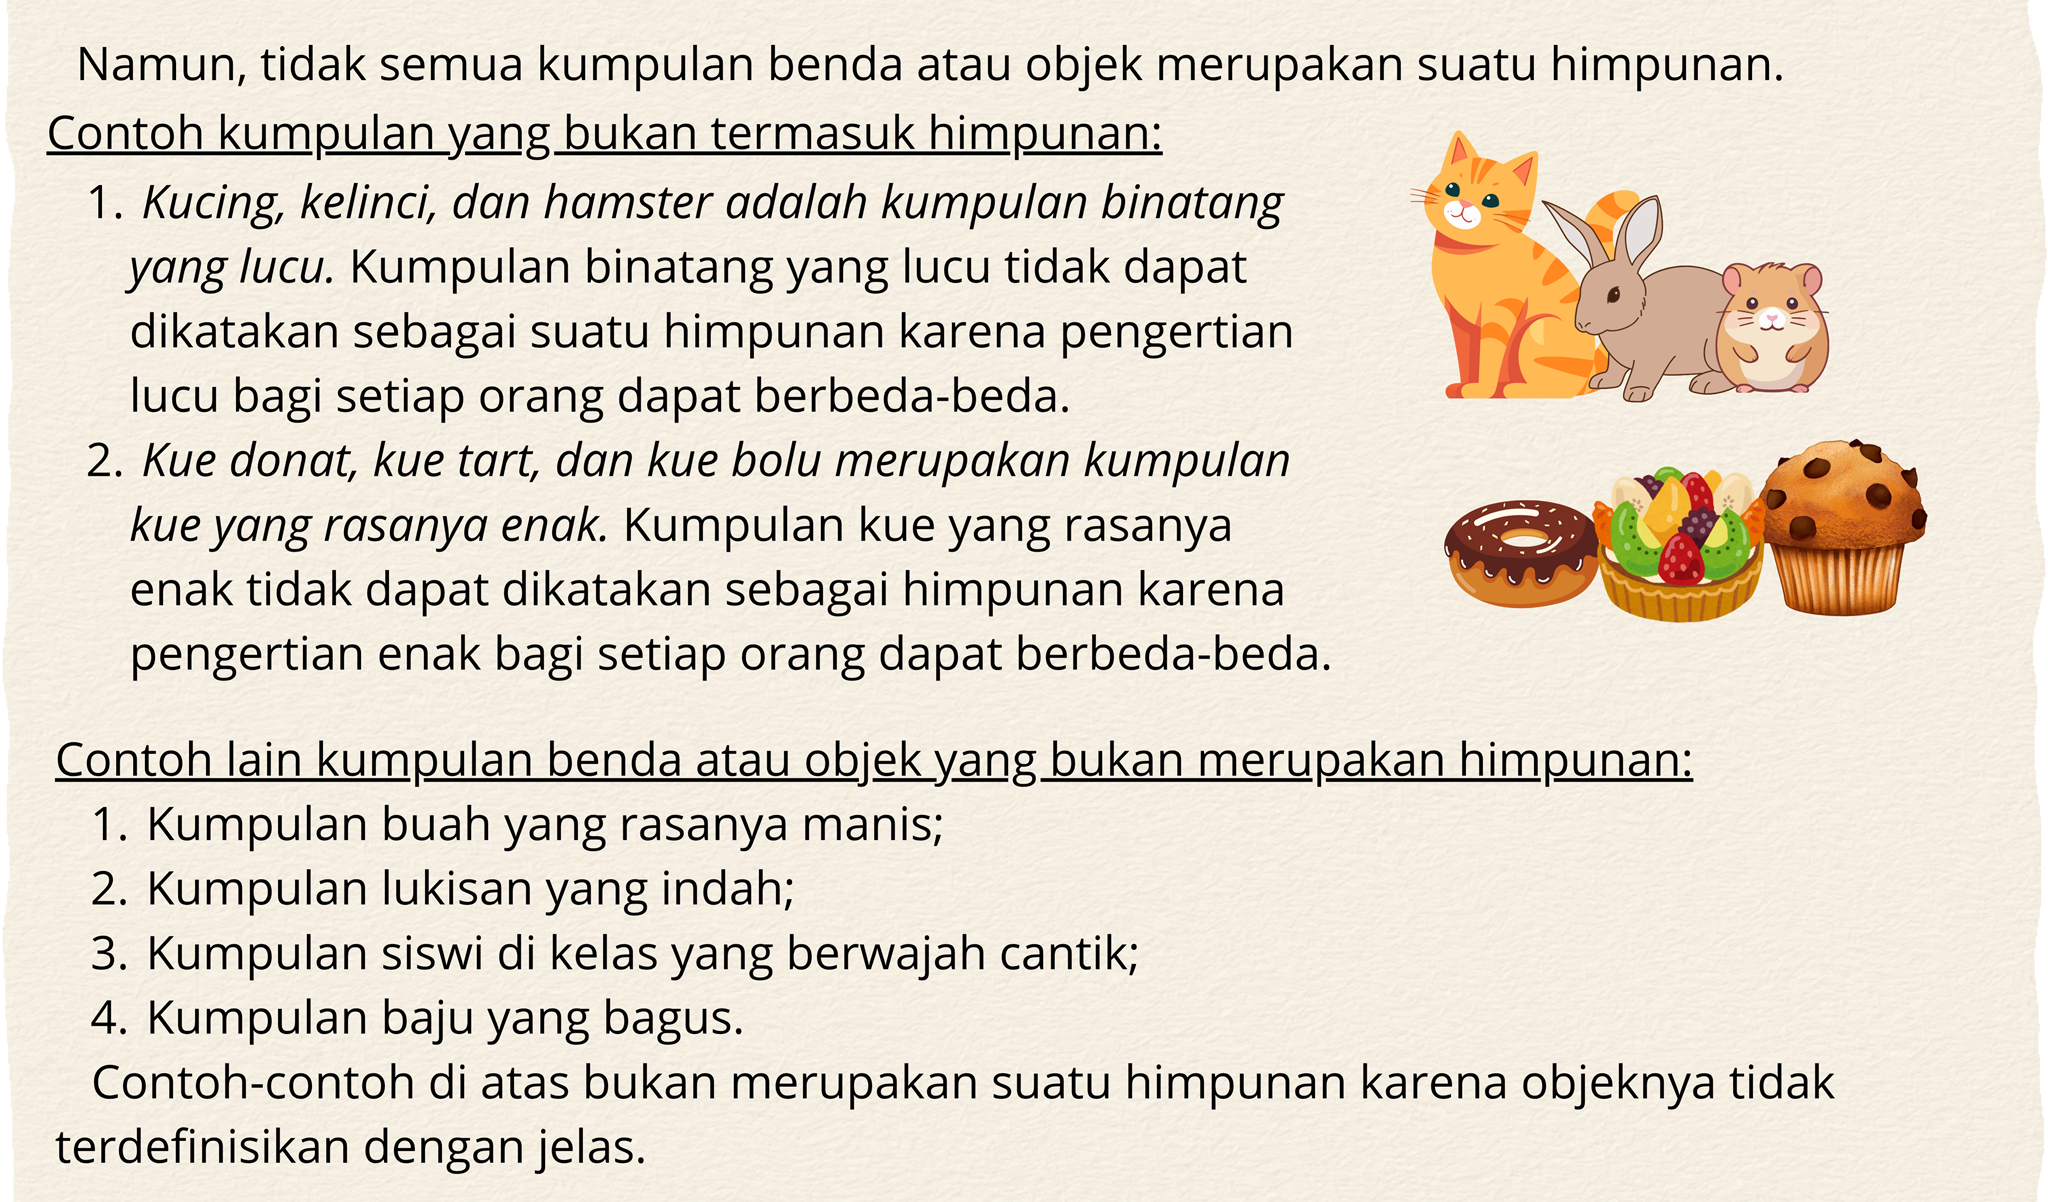 Namun, tidak semua kumpulan benda atau objek merupakan suatu himpunan.
Contoh kumpulan yang bukan termasuk himpunan:
1. Kucing, kelinci, dan hamster adalah kumpulan binatang
yang lucu. Kumpulan binatang yang lucu tidak dapat
dikatakan sebagai suatu himpunan karena pengertian
lucu bagi setiap orang dapat berbeda-beda.
2. Kue donat, kue tart, dan kue bolu merupakan kumpulan
kue yang rasanya enak. Kumpulan kue yang rasanya
enak tidak dapat dikatakan sebagai himpunan karena
pengertian enak bagi setiap orang dapat berbeda-beda.
Contoh lain kumpulan benda atau objek yang bukan merupakan himpunan:
1. Kumpulan buah yang rasanya manis;
2. Kumpulan lukisan yang indah;
3. Kumpulan siswi di kelas yang berwajah cantik;
4. Kumpulan baju yang bagus.
Contoh-contoh di atas bukan merupakan suatu himpunan karena objeknya tidak
terdefinisikan dengan jelas.